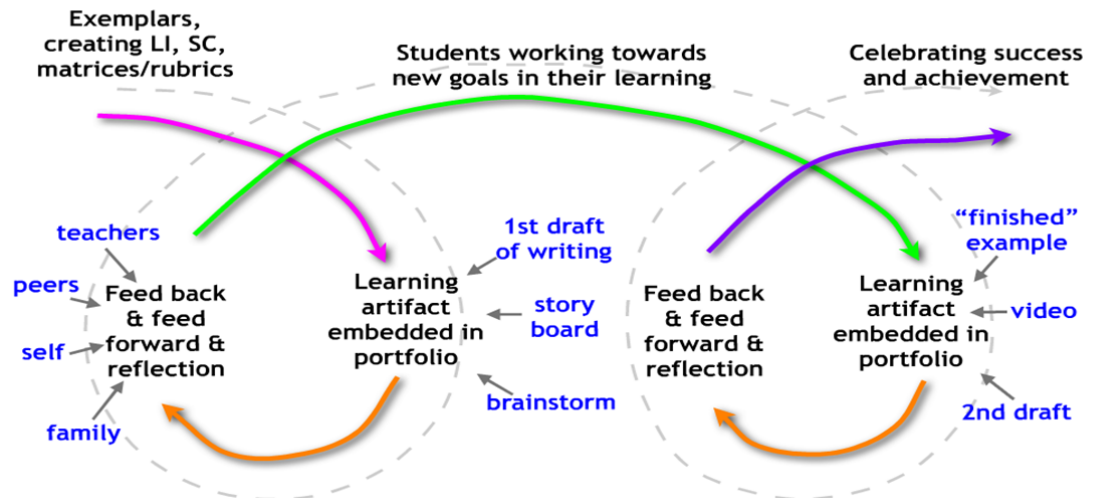 Exemplars,
creating LI, SC,
matrices/rubrics
Students working towards
new goals in their learning
Celebrating success
and achievement
teachers
peers
self
family
Feed back
& feed
forward &
reflection
Learning
artifact
embedded in
portfolio
1st draft
of writing
story
board
brainstorm
Feed back
& feed
forward &
reflection
Learning
artifact
embedded in
portfolio
“finished”
example
video
2nd draft